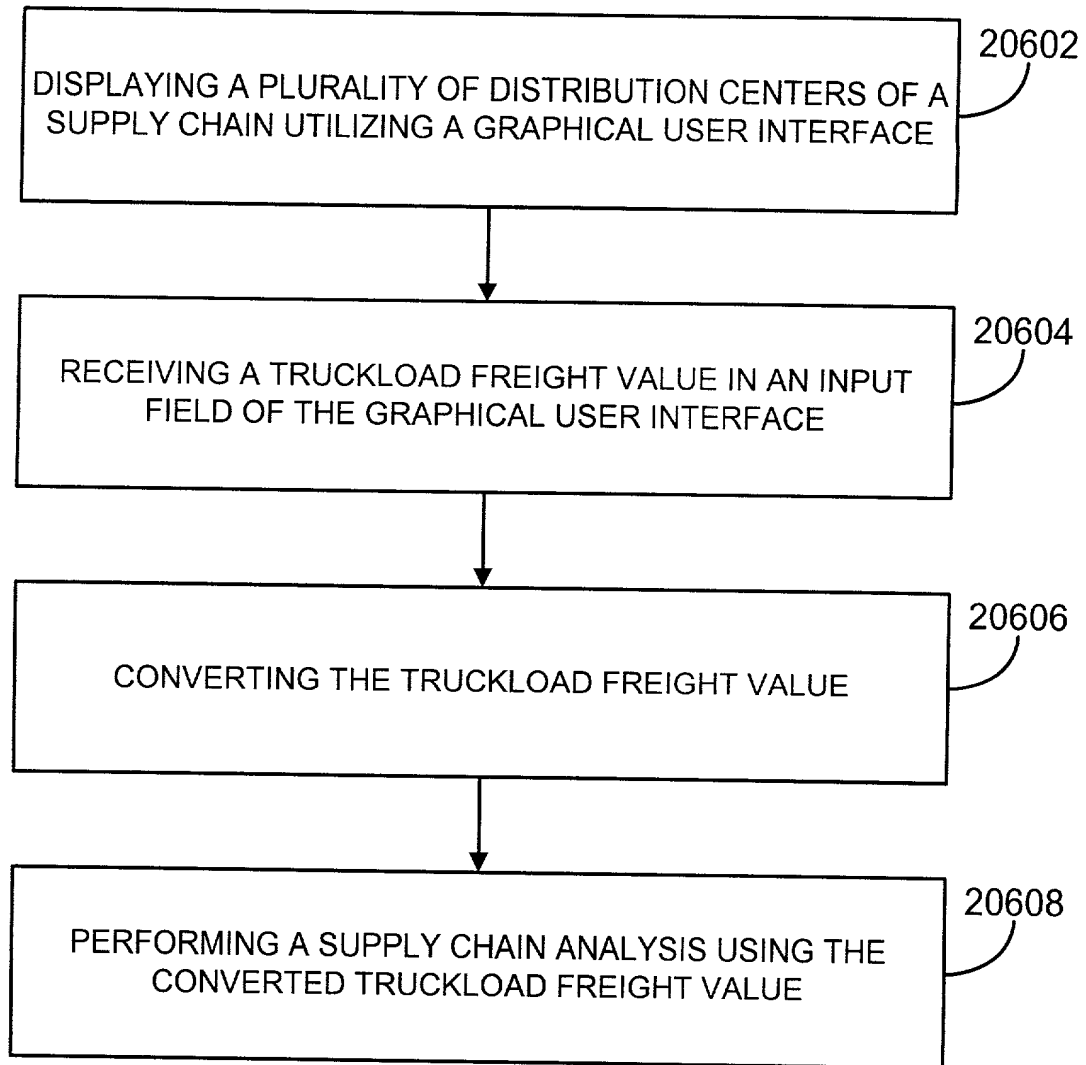 20602
DISPLAYING A PLURALITY OF DISTRIBUTION CENTERS OF A
SUPPLY CHAIN UTILIZING A GRAPHICAL USER INTERFACE
20604
RECEIVING A TRUCKLOAD FREIGHT VALUE IN AN INPUT
FIELD OF THE GRAPHICAL USER INTERFACE
20606
CONVERTING THE TRUCKLOAD FREIGHT VALUE
20608
PERFORMING A SUPPLY CHAIN ANALYSIS USING THE
CONVERTED TRUCKLOAD FREIGHT VALUE